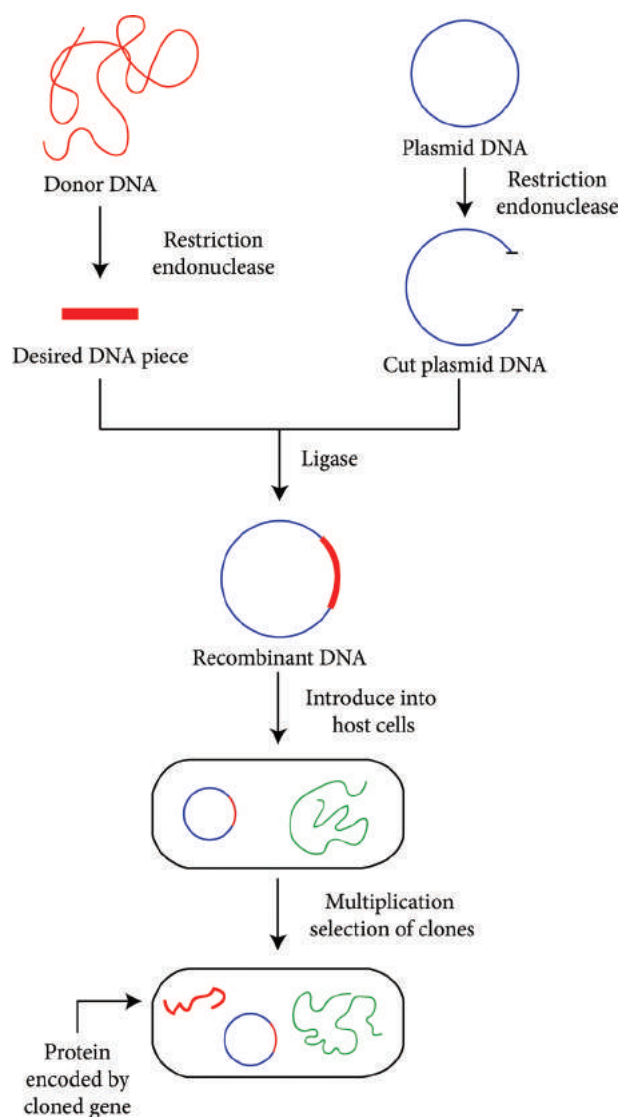 Donor DNA
Plasmid DNA
Restriction
endonuclease
Restriction
endonuclease
Desired DNA piece
Cut plasmid DNA
Ligase
Recombinant DNA
Introduce into
host cells
Multiplication
selection of clones
Protein
encoded by
cloned gene